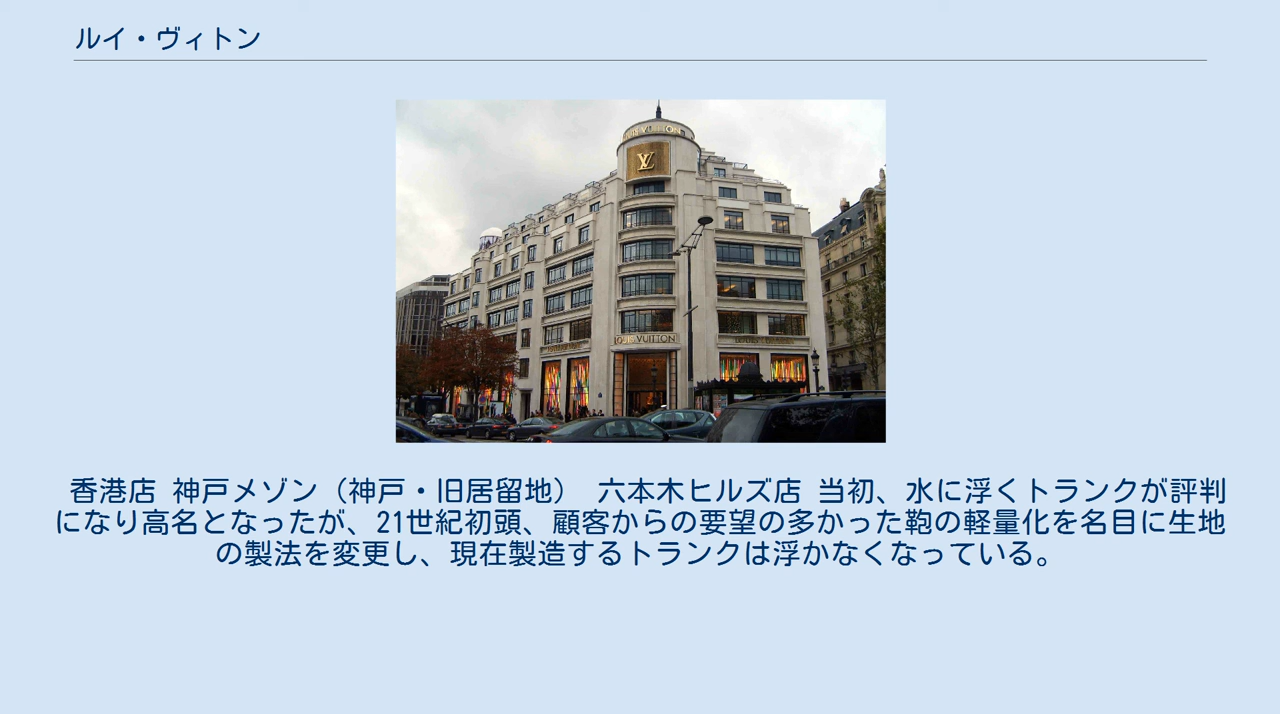 ルイ・ヴィトン
LOUIS VUITTON
LV
LOUIS VUITTON
香港店 神戸メゾン（神戸・旧居留地） 六本木ヒルズ店 当初、水に浮くトランクが評判
になり高名となったが、21世紀初頭、顧客からの要望の多かった鞄の軽量化を名目に生地
の製法を変更し、現在製造するトランクは浮かなくなっている。